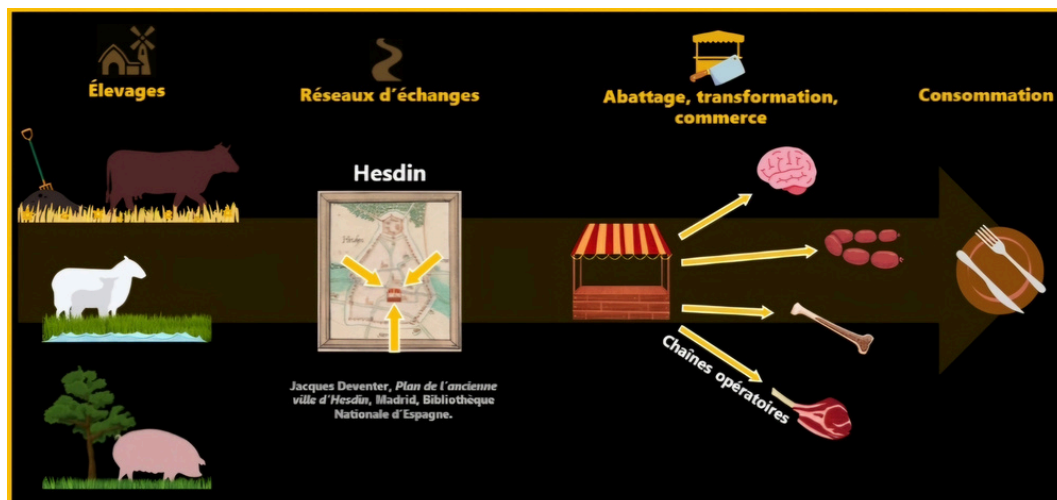 Élevages
Réseaux d'échanges
Abattage, transformation,
commerce
Consommation
Hesdin
Hesdin
Jacques Deventer, Plan de l'ancienne
ville d'Hesdin, Madrid, Bibliothèque
Nationale d'Espagne.
Chaînes opératoires